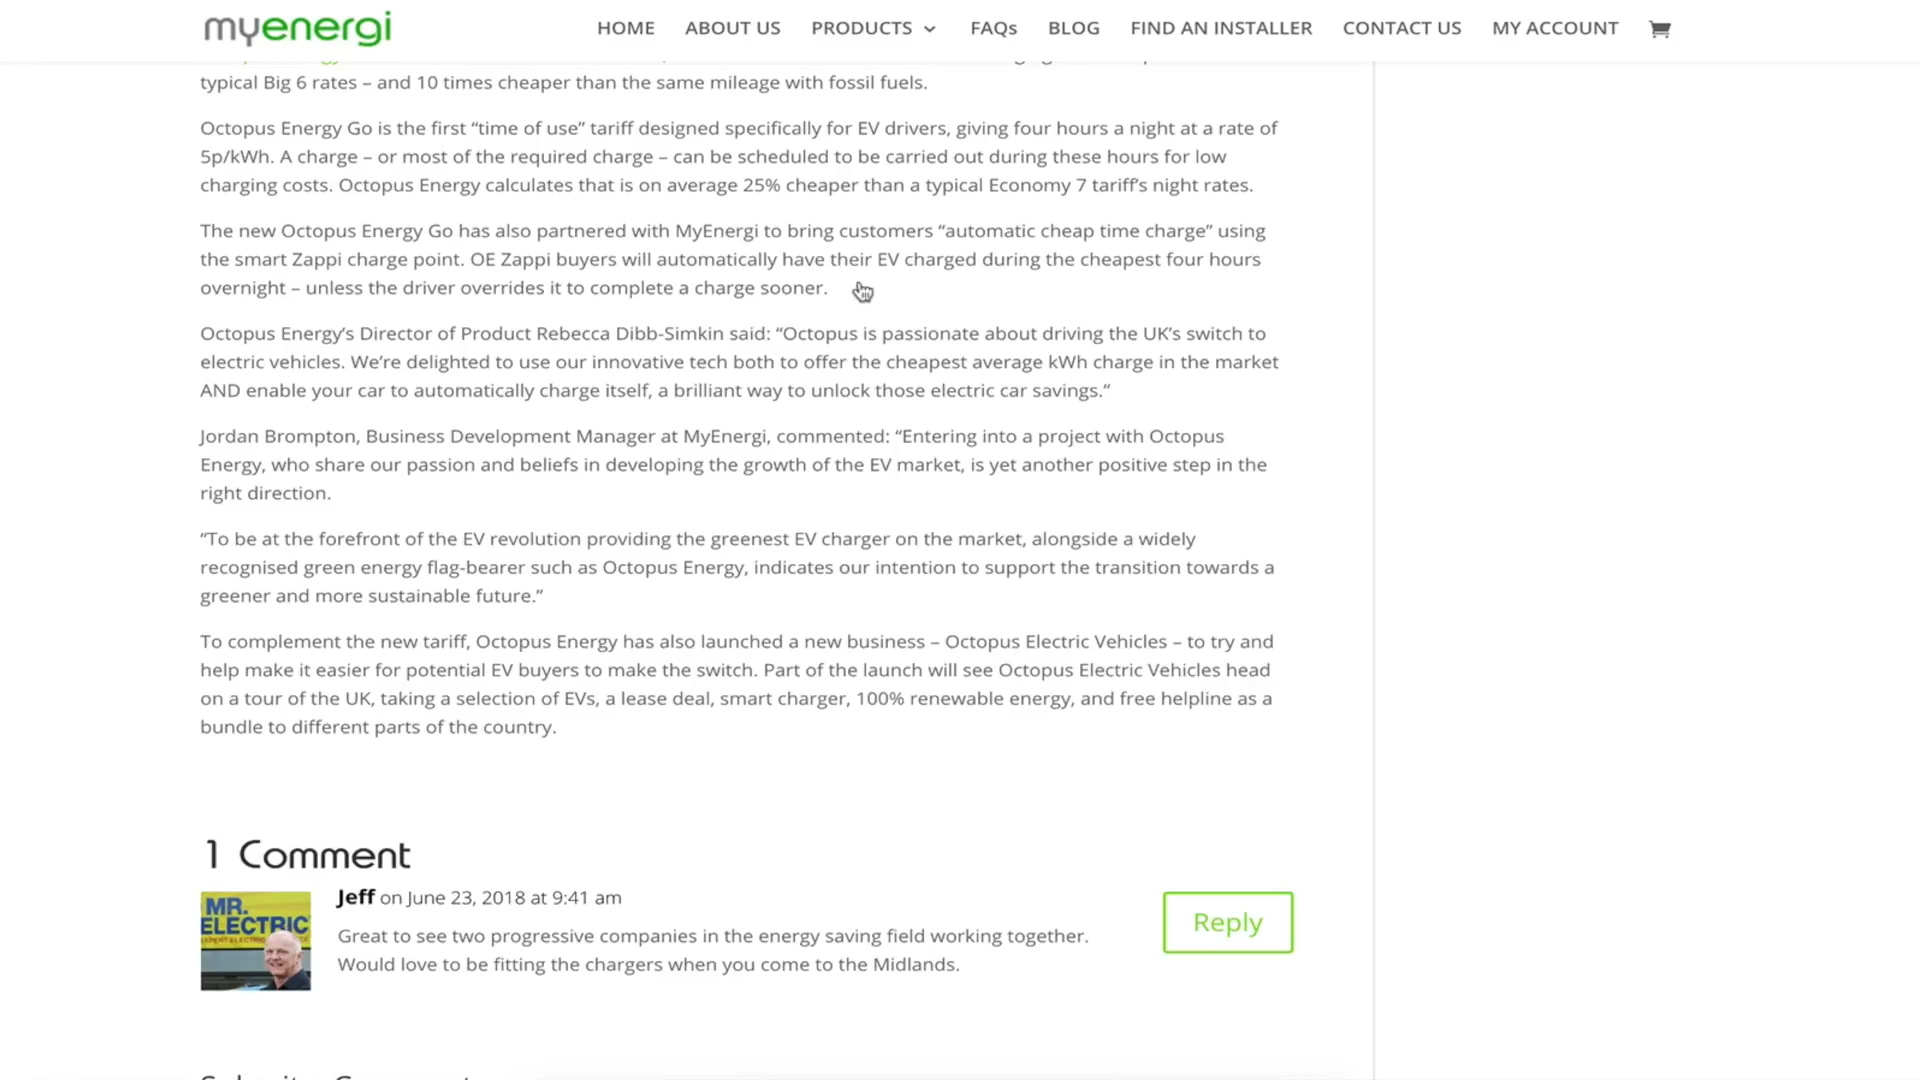 myenergi
HOME ABOUT US PRODUCTS FAQs BLOG FIND AN INSTALLER CONTACT US MY ACCOUNT
typical Big 6 rates – and 10 times cheaper than the same mileage with fossil fuels.
Octopus Energy Go is the first “time of use” tariff designed specifically for EV drivers, giving four hours a night at a rate of
5p/kWh. A charge – or most of the required charge – can be scheduled to be carried out during these hours for low
charging costs. Octopus Energy calculates that is on average 25% cheaper than a typical Economy 7 tariff’s night rates.
The new Octopus Energy Go has also partnered with MyEnergi to bring customers “automatic cheap time charge” using
the smart Zappi charge point. OE Zappi buyers will automatically have their EV charged during the cheapest four hours
overnight – unless the driver overrides it to complete a charge sooner.
Octopus Energy’s Director of Product Rebecca Dibb-Simkin said: “Octopus is passionate about driving the UK’s switch to
electric vehicles. We’re delighted to use our innovative tech both to offer the cheapest average kWh charge in the market
AND enable your car to automatically charge itself, a brilliant way to unlock those electric car savings.”
Jordan Brompton, Business Development Manager at MyEnergi, commented: “Entering into a project with Octopus
Energy, who share our passion and beliefs in developing the growth of the EV market, is yet another positive step in the
right direction.
“To be at the forefront of the EV revolution providing the greenest EV charger on the market, alongside a widely
recognised green energy flag-bearer such as Octopus Energy, indicates our intention to support the transition towards a
greener and more sustainable future.”
To complement the new tariff, Octopus Energy has also launched a new business – Octopus Electric Vehicles – to try and
help make it easier for potential EV buyers to make the switch. Part of the launch will see Octopus Electric Vehicles head
on a tour of the UK, taking a selection of EVs, a lease deal, smart charger, 100% renewable energy, and free helpline as a
bundle to different parts of the country.
1 Comment
MR.
ELECTRIC
Jeff on June 23, 2018 at 9:41 am
Reply
Great to see two progressive companies in the energy saving field working together.
Would love to be fitting the chargers when you come to the Midlands.